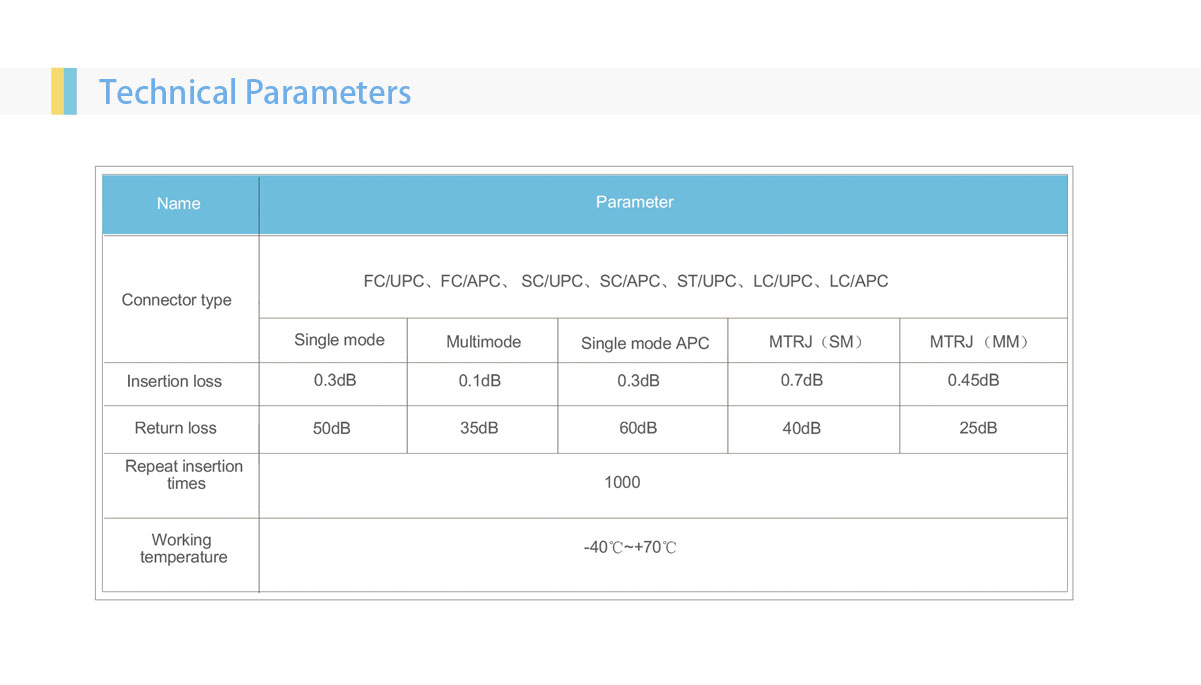 Technical Parameters
Name Parameter
Connector type
FC/UPC、FC/APC、 SC/UPC、SC/APC、ST/UPC、LC/UPC、LC/APC
Single mode Multimode Single mode APC MTRJ（SM） MTRJ （MM）
Insertion loss 0.3dB 0.1dB 0.3dB 0.7dB 0.45dB
Return loss 50dB 35dB 60dB 40dB 25dB
Repeat insertion
times
1000
Working
temperature
-40℃~+70℃